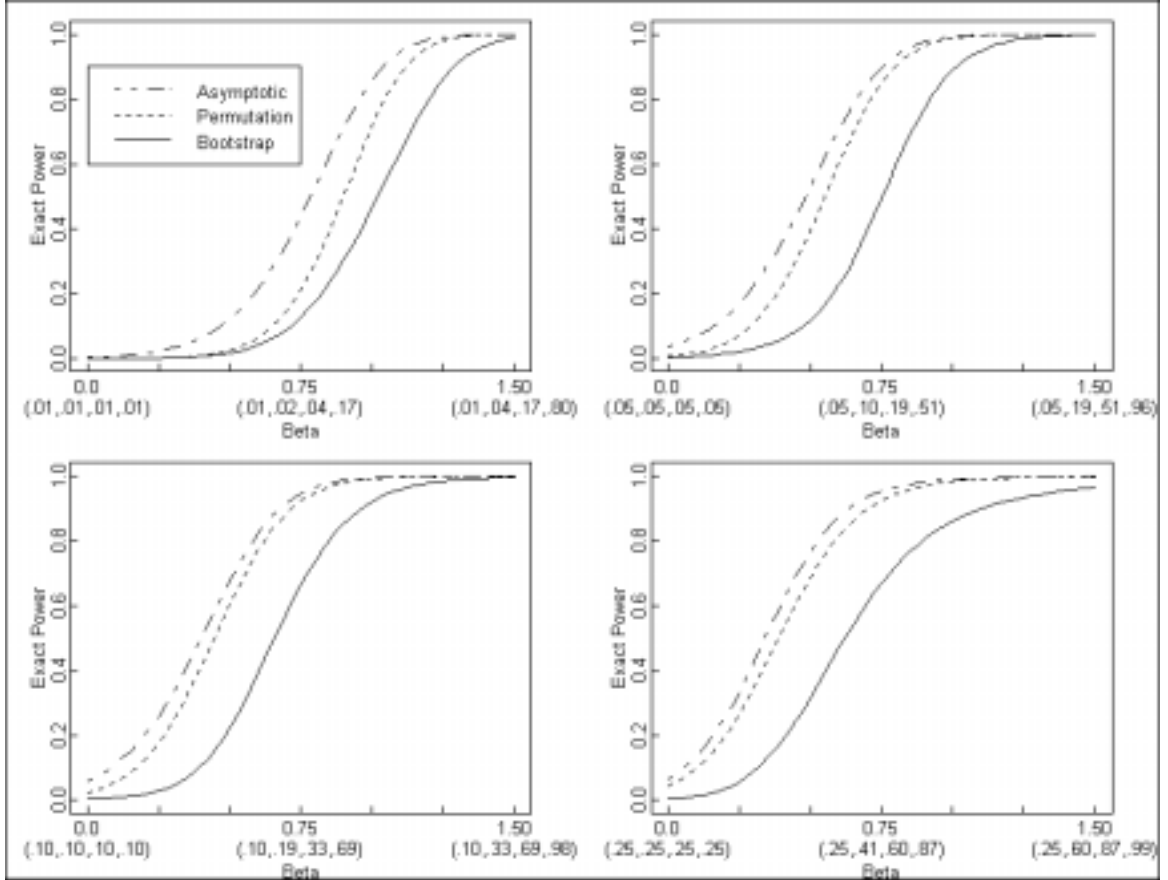 Exact Power
0.0 0.2 0.4 0.6 0.8 1.0
Asymptotic
Permutation
Bootstrap
0.0 0.75 1.50
(.01,.01,.01,.01) (.01,.02,.04,.17) (.01,.04,.17,.80)
Beta
Exact Power
0.0 0.2 0.4 0.6 0.8 1.0
0.0 0.75 1.50
(.05,.05,.05,.05) (.05,.10,.19,.51) (.05,.19,.51,.96)
Beta
Exact Power
0.0 0.2 0.4 0.6 0.8 1.0
0.0 0.75 1.50
(.10,.10,.10,.10) (.10,.19,.33,.69) (.10,.33,.69,.98)
Beta
Exact Power
0.0 0.2 0.4 0.6 0.8 1.0
0.0 0.75 1.50
(.25,.25,.25,.25) (.25,.41,.60,.87) (.25,.60,.87,.99)
Beta